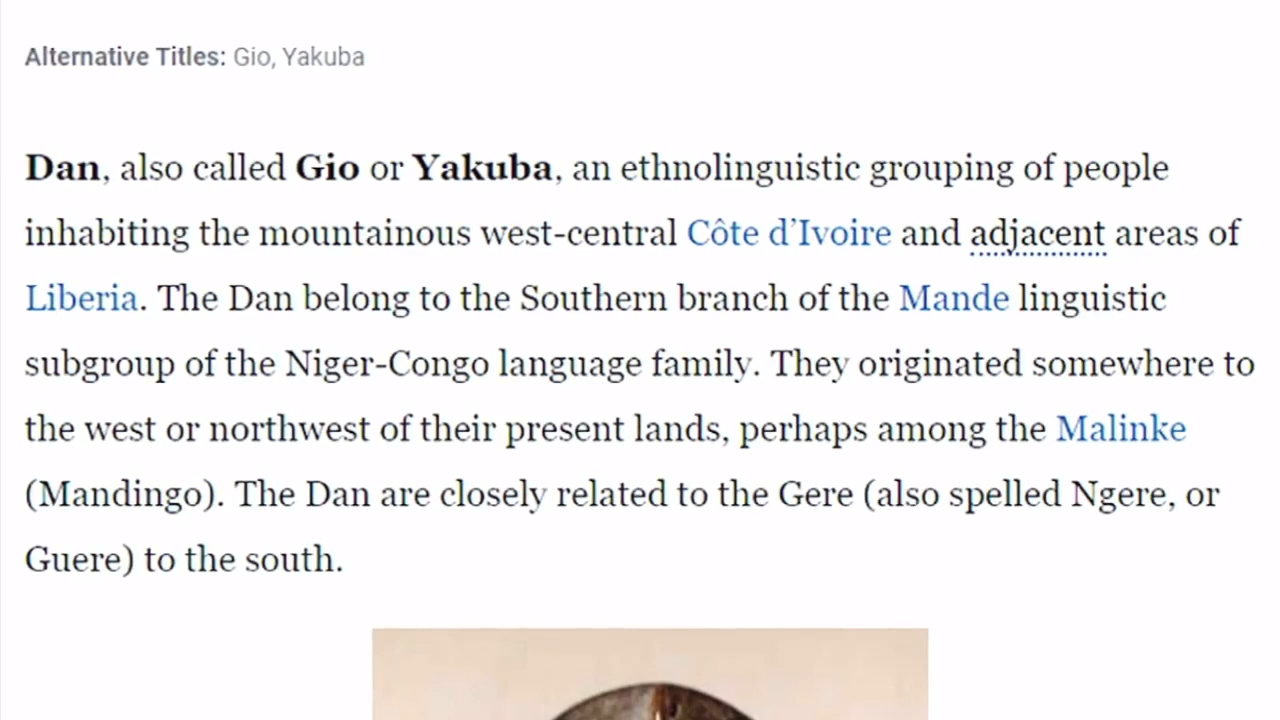 Alternative Titles: Gio, Yakuba
Dan, also called Gio or Yakuba, an ethnolinguistic grouping of people
inhabiting the mountainous west-central Côte d’Ivoire and adjacent areas of
Liberia. The Dan belong to the Southern branch of the Mande linguistic
subgroup of the Niger-Congo language family. They originated somewhere to
the west or northwest of their present lands, perhaps among the Malinke
(Mandingo). The Dan are closely related to the Gere (also spelled Ngere, or
Guere) to the south.